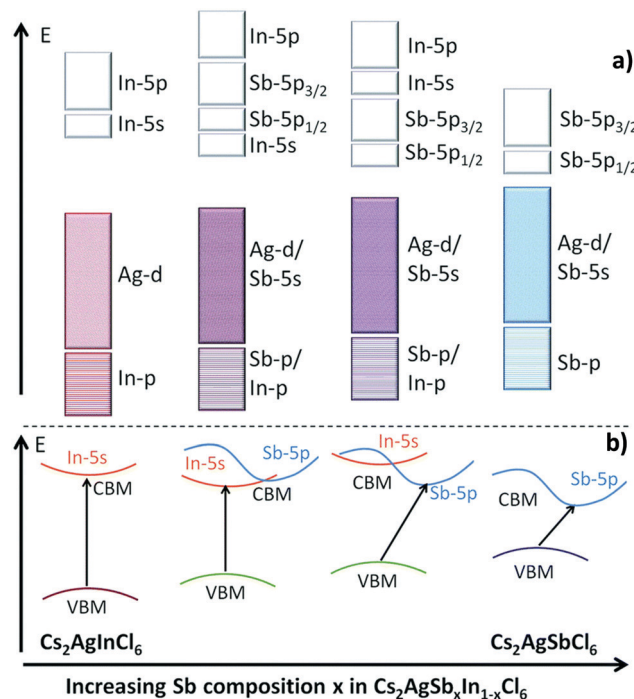 E
a)
In-5p
In-5s
Ag-d
In-p
In-5p
Sb-5p3/2
Sb-5p1/2
In-5s
Ag-d/
Sb-5s
Sb-p/
In-p
In-5p
In-5s
Sb-5p3/2
Sb-5p1/2
Ag-d/
Sb-5s
Sb-p/
In-p
Sb-5p3/2
Sb-5p1/2
Ag-d/
Sb-5s
Sb-p
E
b)
In-5s
CBM
VBM
In-5s
Sb-5p
CBM
VBM
In-5s
Sb-5p
VBM
CBM
Sb-5p
VBM
Cs2AgInCl6
Cs2AgSbCl6
Increasing Sb composition x in Cs2AgSbxIn1-xCl6